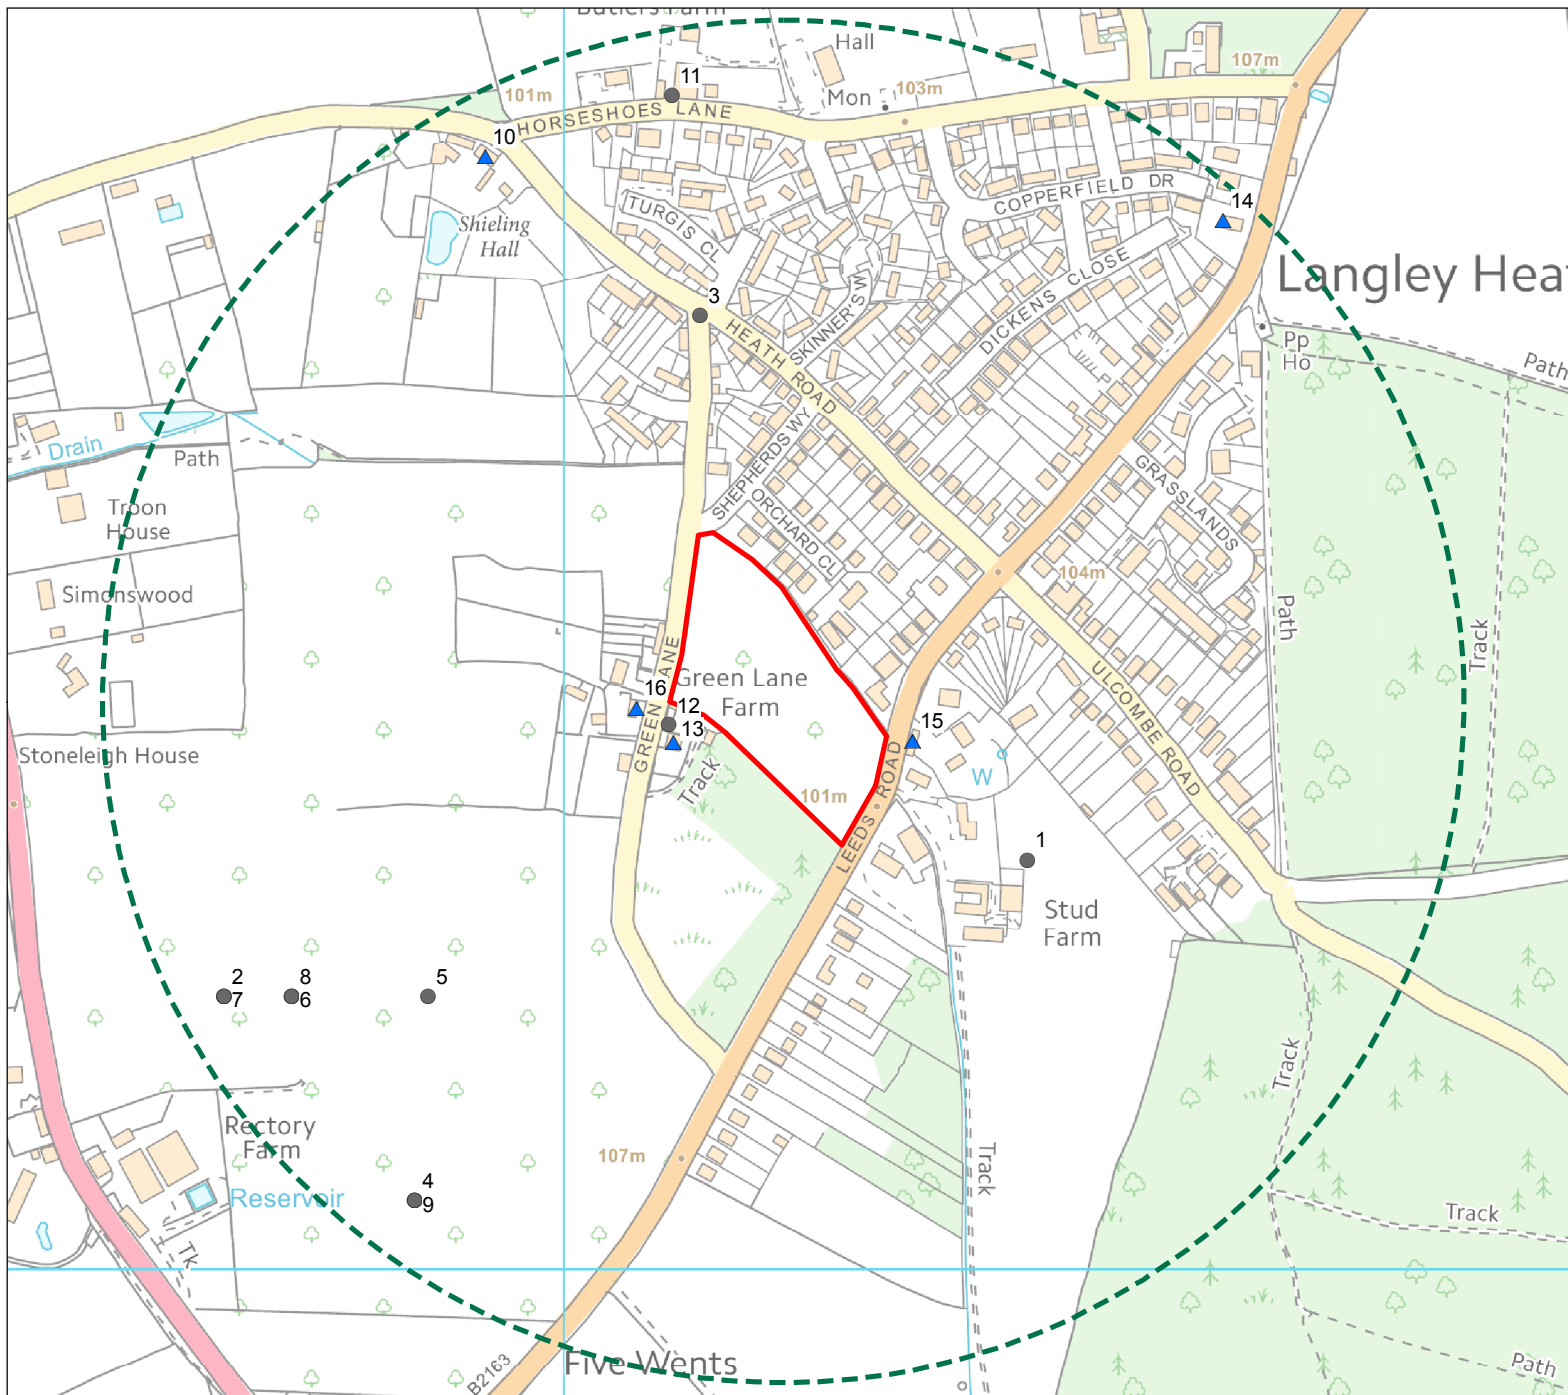 Butlers Farm
Hall
107m
11
101m
103m
Mon
HORSESHOES LANE
10
COPPERFIELD DR
14
TURGIS CL
Shieling
Hall
DICKENS CLOSE
Langley Hea
3
SKINNER'S W
HEATH ROAD
Pp
Ho
Path
SHEPHERDS WY
Drain
Path
GRASSLANDS
ORCHARD CL
Troon
House
104m
Simonswood
Path
Track
GREEN LANE
ULCOMBE ROAD
16
Green Lane
Farm
12
13
15
Stoneleigh House
W
Track
101m
LEEDS ROAD
1
Stud
Farm
2
7
8
6
5
Track
Rectory
Farm
107m
Track
4
9
Reservoir
Track
Tk
Five Wents
B2163
Path